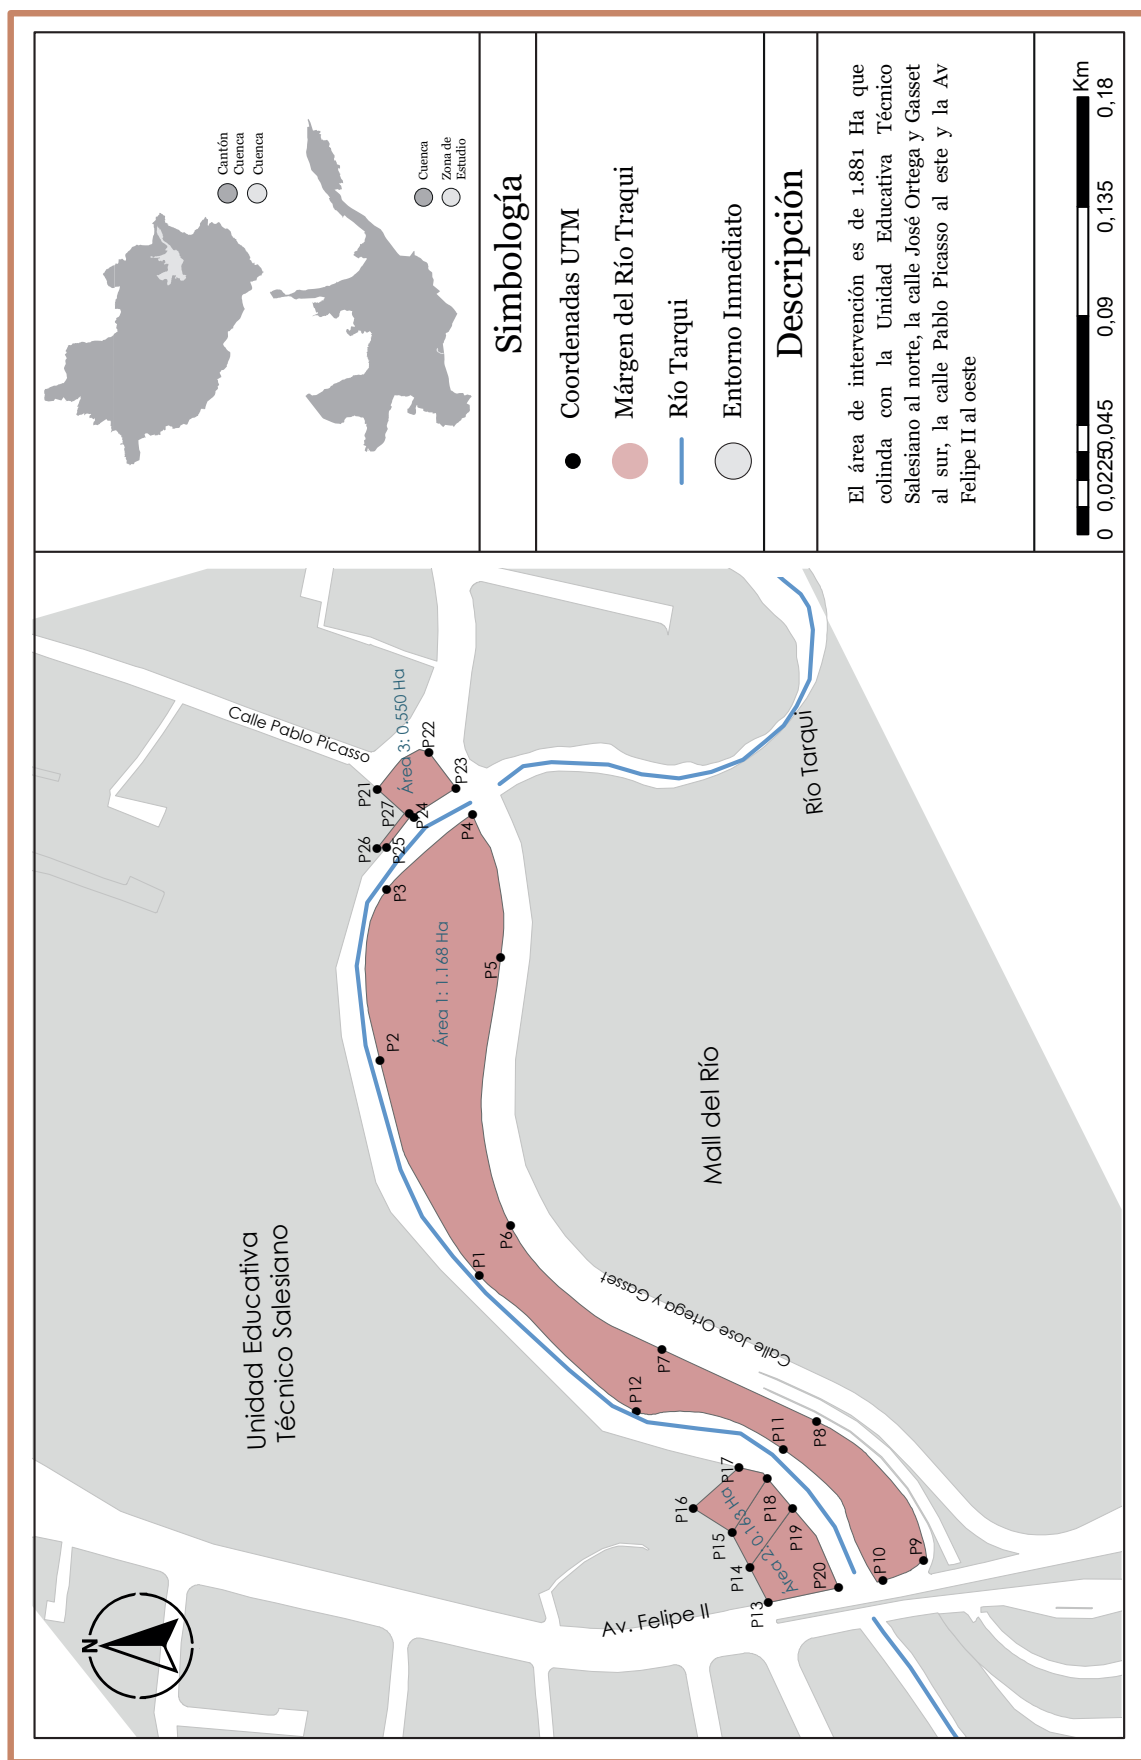 N
Unidad Educativa
Técnico Salesiano
Calle Pablo Picasso
Área 3: 0.550 Ha
Área 1: 1.168 Ha
Área 2: 0.163 Ha
Mall del Río
Río Tarqui
Calle Jose Ortega y Gasset
Av. Felipe II
P1
P2
P3
P4
P5
P6
P7
P8
P9
P10
P11
P12
P13
P14
P15
P16
P17
P18
P19
P20
P21
P22
P23
P24
P25
P26
P27
Cantón
Cuenca
Cuenca
Cuenca
Zona de
Estudio
Simbología
Coordenadas UTM
Márgen del Río Traqui
Río Tarqui
Entorno Inmediato
Descripción
El área de intervención es de 1.881 Ha que
colinda con la Unidad Educativa Técnico
Salesiano al norte, la calle José Ortega y Gasset
al sur, la calle Pablo Picasso al este y la Av
Felipe II al oeste
Km
0 0,0225 0,045 0,09 0,135 0,18